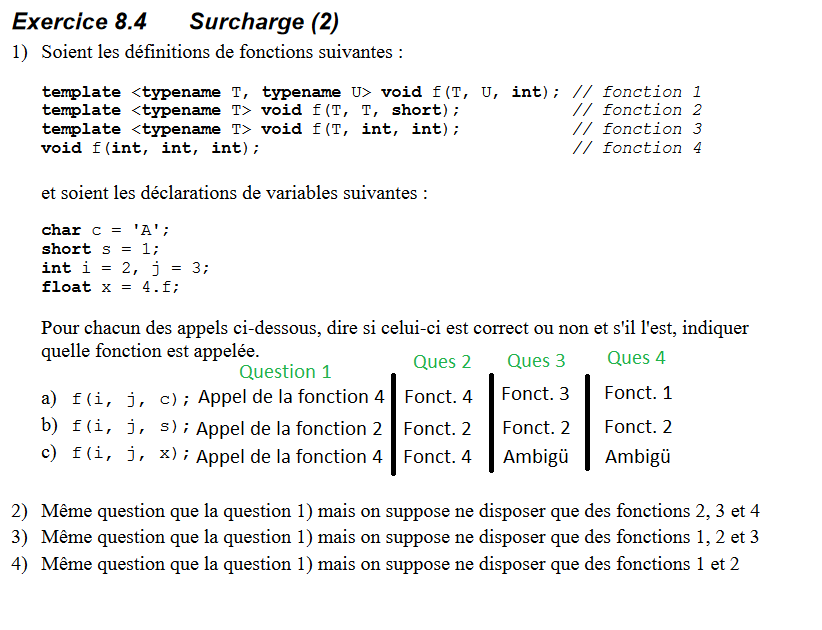 Exercice 8.4 Surcharge (2)
1) Soient les définitions de fonctions suivantes :
template <typename T, typename U> void f(T, U, int); // fonction 1
template <typename T> void f(T, T, short); // fonction 2
template <typename T> void f(T, int, int); // fonction 3
void f(int, int, int); // fonction 4
et soient les déclarations de variables suivantes :
char c = 'A';
short s = 1;
int i = 2, j = 3;
float x = 4.f;
Pour chacun des appels ci-dessous, dire si celui-ci est correct ou non et s'il l'est, indiquer
quelle fonction est appelée.
Question 1 Ques 2 Ques 3 Ques 4
a) f(i, j, c); Appel de la fonction 4 Fonct. 4 Fonct. 3 Fonct. 1
b) f(i, j, s); Appel de la fonction 2 Fonct. 2 Fonct. 2 Fonct. 2
c) f(i, j, x); Appel de la fonction 4 Fonct. 4 Ambigü Ambigü
2) Même question que la question 1) mais on suppose ne disposer que des fonctions 2, 3 et 4
3) Même question que la question 1) mais on suppose ne disposer que des fonctions 1, 2 et 3
4) Même question que la question 1) mais on suppose ne disposer que des fonctions 1 et 2